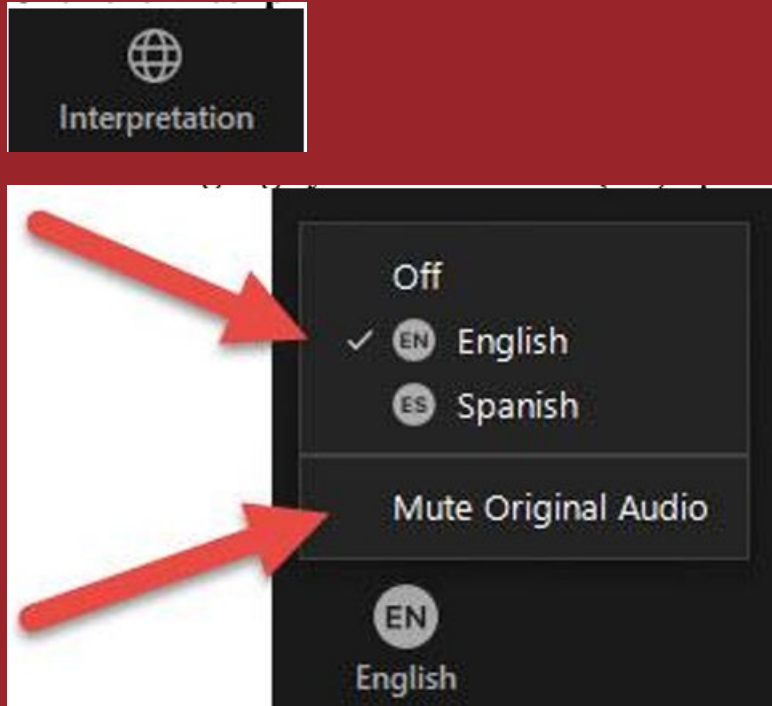 Interpretation
Off
EN English
ES Spanish
Mute Original Audio
EN
English